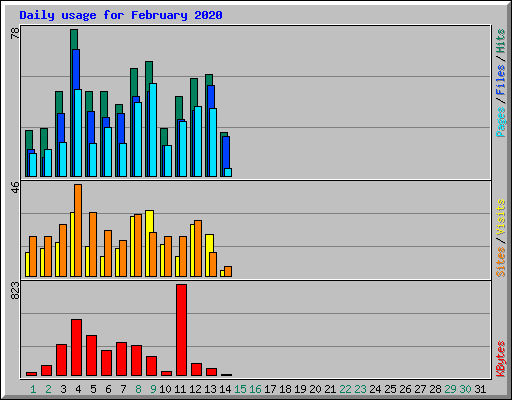 Daily usage for February 2020
78
Pages / Files / Hits
46
Sites / Visits
823
KBytes
1 2 3 4 5 6 7 8 9 10 11 12 13 14 15 16 17 18 19 20 21 22 23 24 25 26 27 28 29 30 31